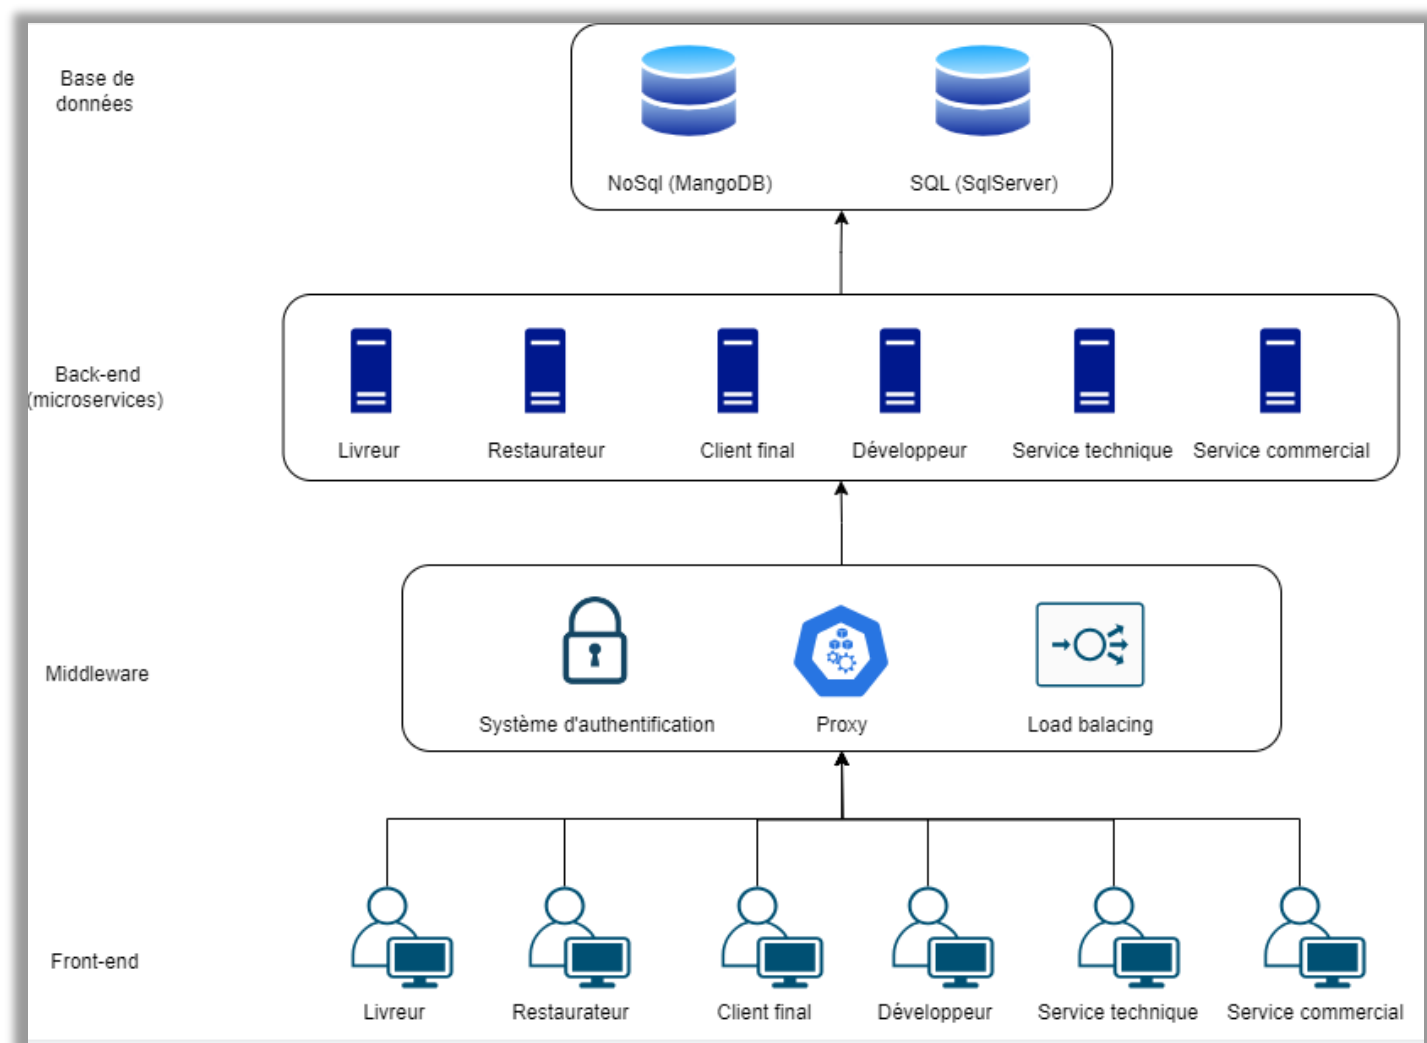 Base de
données
NoSql (MangoDB)
SQL (SqlServer)
Back-end
(microservices)
Livreur
Restaurateur
Client final
Développeur
Service technique
Service commercial
Middleware
Système d'authentification
Proxy
Load balacing
Front-end
Livreur
Restaurateur
Client final
Développeur
Service technique
Service commercial